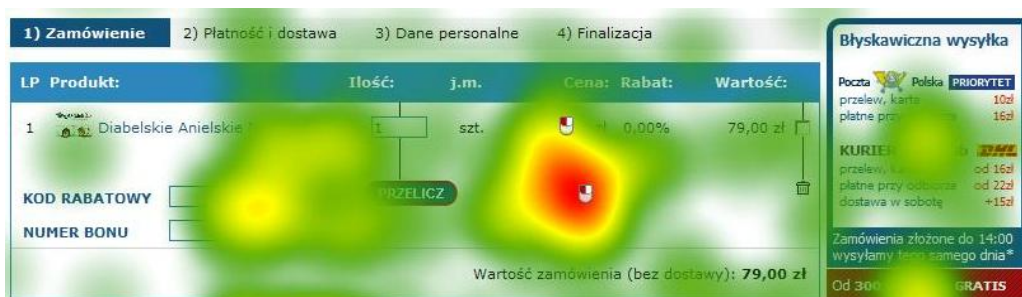 1) Zamówienie 2) Płatność i dostawa 3) Dane personalne 4) Finalizacja
LP Produkt: Ilość: j.m. Cena: Rabat: Wartość:
1 Diabelskie Anielskie 1 szt. zł 0,00% 79,00 zł
KOD RABATOWY PRZELICZ
NUMER BONU
Wartość zamówienia (bez dostawy): 79,00 zł
Błyskawiczna wysyłka
Poczta Polska PRIORYTET
przelew, karta 10zł
płatne przy odbiorze 16zł
KURIER DHL
przelew, karta od 16zł
płatne przy odbiorze od 22zł
dostawa w sobotę +15zł
Zamówienia złożone do 14:00
wysyłamy tego samego dnia*
Od 300 GRATIS